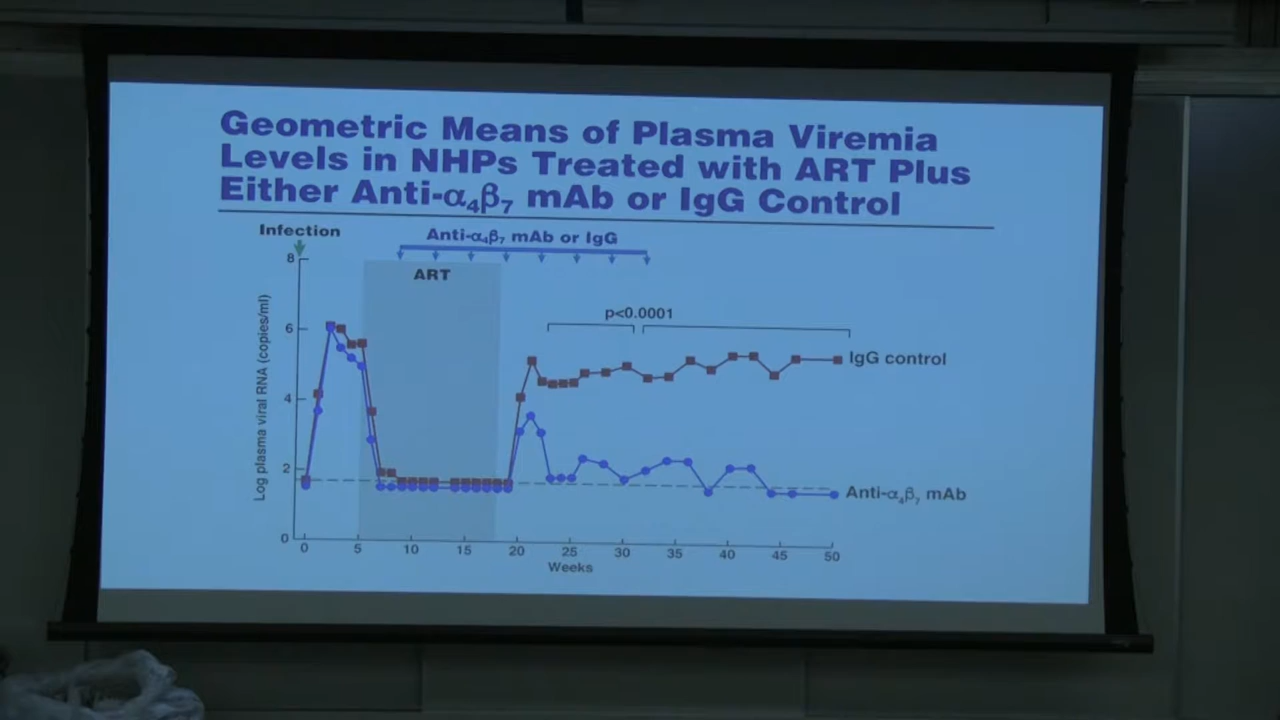 Geometric Means of Plasma Viremia
Levels in NHPs Treated with ART Plus
Either Anti-α₄β₇ mAb or IgG Control
Infection
Anti-α₄β₇ mAb or IgG
ART
p<0.0001
IgG control
Anti-α₄β₇ mAb
Log plasma viral RNA (copies/ml)
8
6
4
2
0
0 5 10 15 20 25 30 35 40 45 50
Weeks